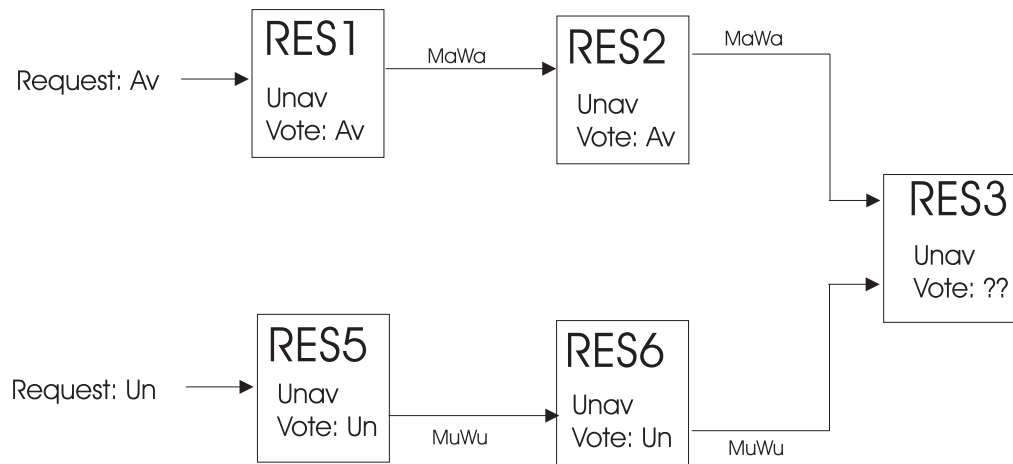 Request: Av
RES1
Unav
Vote: Av
MaWa
RES2
Unav
Vote: Av
MaWa
RES3
Unav
Vote: ??
Request: Un
RES5
Unav
Vote: Un
MuWu
RES6
Unav
Vote: Un
MuWu